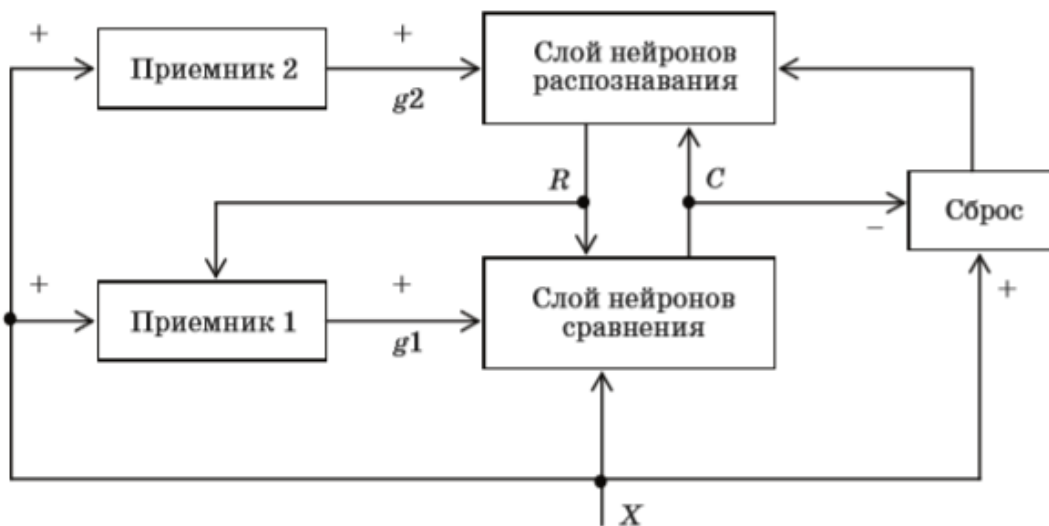 +
+
Приемник 2
g2
Слой нейронов
распознавания
R
C
Сброс
−
+
+
+
Приемник 1
g1
Слой нейронов
сравнения
X